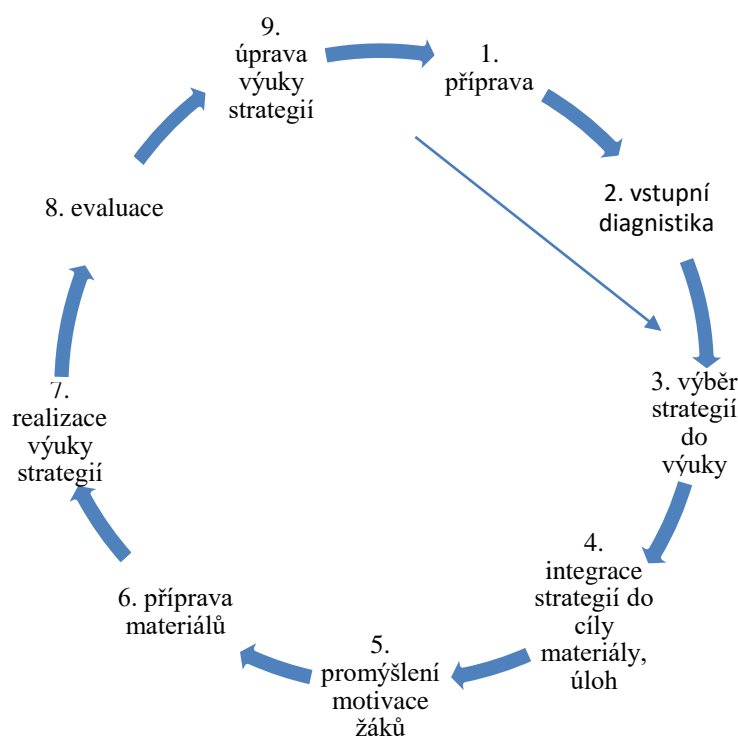 1.
příprava
2. vstupní
diagnistika
3. výběr
strategií
do
výuky
4.
integrace
strategií do
cíly
materiály,
úloh
5.
promýšlení
motivace
žáků
6. příprava
materiálů
7.
realizace
výuky
strategií
8. evaluace
9.
úprava
výuky
strategií